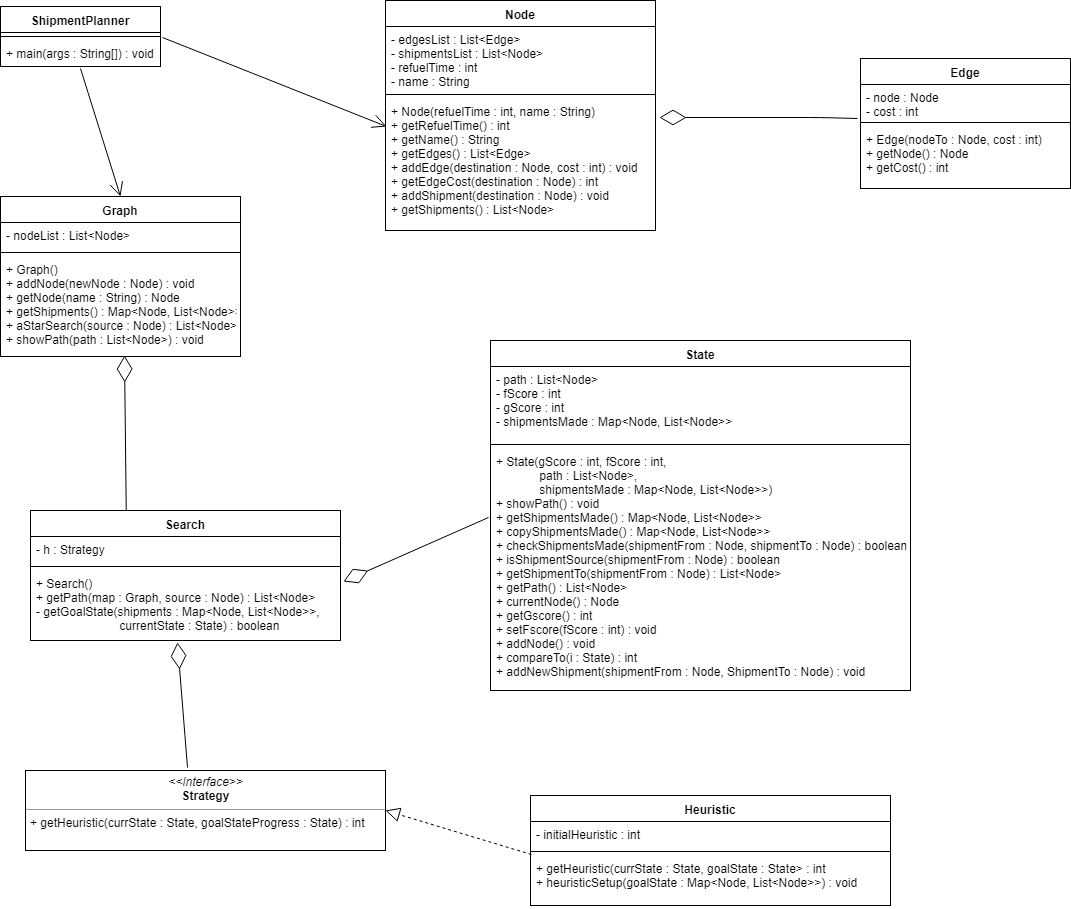 ShipmentPlanner
+ main(args : String[]) : void
Node
- edgesList : List<Edge>
- shipmentsList : List<Node>
- refuelTime : int
- name : String
+ Node(refuelTime : int, name : String)
+ getRefuelTime() : int
+ getName() : String
+ getEdges() : List<Edge>
+ addEdge(destination : Node, cost : int) : void
+ getEdgeCost(destination : Node) : int
+ addShipment(destination : Node) : void
+ getShipments() : List<Node>
Edge
- node : Node
- cost : int
+ Edge(nodeTo : Node, cost : int)
+ getNode() : Node
+ getCost() : int
Graph
- nodeList : List<Node>
+ Graph()
+ addNode(newNode : Node) : void
+ getNode(name : String) : Node
+ getShipments() : Map<Node, List<Node>
+ aStarSearch(source : Node) : List<Node>
+ showPath(path : List<Node>) : void
State
- path : List<Node>
- fScore : int
- gScore : int
- shipmentsMade : Map<Node, List<Node>>
+ State(gScore : int, fScore : int,
path : List<Node>,
shipmentsMade : Map<Node, List<Node>>)
+ showPath() : void
+ getShipmentsMade() : Map<Node, List<Node>>
+ copyShipmentsMade() : Map<Node, List<Node>>
+ checkShipmentsMade(shipmentFrom : Node, shipmentTo : Node) : boolean
+ isShipmentSource(shipmentFrom : Node) : boolean
+ getShipmentTo(shipmentFrom : Node) : List<Node>
+ getPath() : List<Node>
+ currentNode() : Node
+ getGscore() : int
+ setFscore(fScore : int) : void
+ addNode() : void
+ compareTo(i : State) : int
+ addNewShipment(shipmentFrom : Node, ShipmentTo : Node) : void
Search
- h : Strategy
+ Search()
+ getPath(map : Graph, source : Node) : List<Node>
- getGoalState(shipments : Map<Node, List<Node>>,
currentState : State) : boolean
<<Interface>>
Strategy
+ getHeuristic(currState : State, goalStateProgress : State) : int
Heuristic
- initialHeuristic : int
+ getHeuristic(currState : State, goalState : State> : int
+ heuristicSetup(goalState : Map<Node, List<Node>>) : void